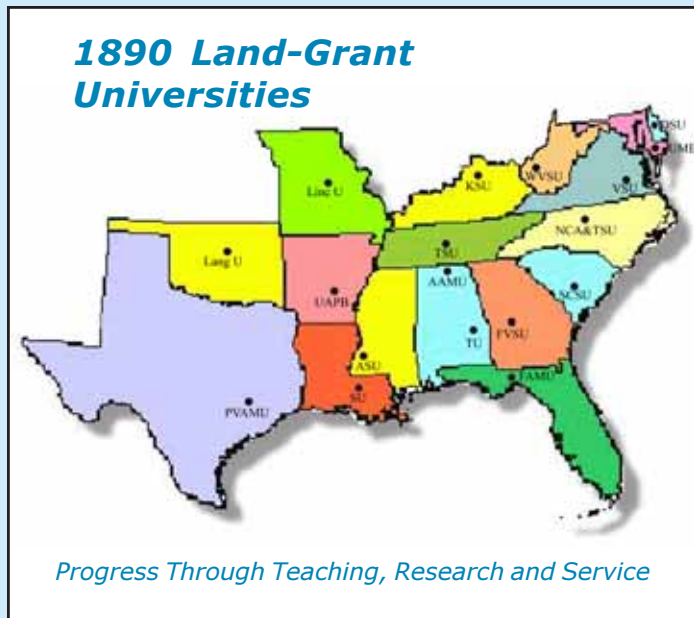 1890 Land-Grant
Universities
DSU
UME
WVSU
KSU
VSU
Linc U
NCA&TSU
TSU
Lang U
AAMU
UAPB
SCSU
FVSU
TU
ASU
FAMU
SU
PVAMU
Progress Through Teaching, Research and Service